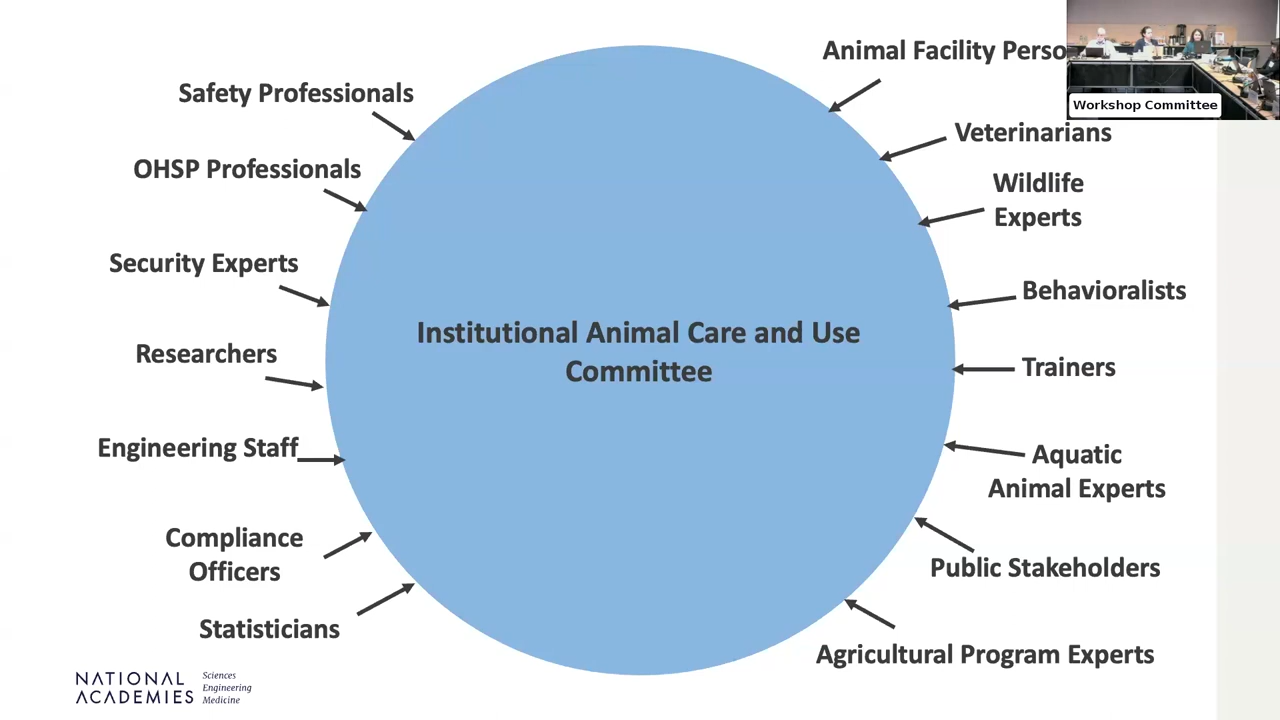 Animal Facility
Workshop Committee
Safety Professionals
Veterinarians
OHSP Professionals
Wildlife
Experts
Security Experts
Behavioralists
Institutional Animal Care and Use
Committee
Researchers
Trainers
Engineering Staff
Aquatic
Animal Experts
Compliance
Officers
Public Stakeholders
Statisticians
Agricultural Program Experts
NATIONAL
ACADEMIES
Sciences
Engineering
Medicine